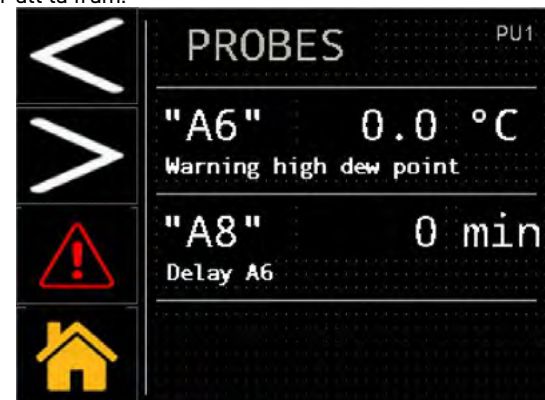 PROBES
PU1
"A6" 0.0 °C
Warning high dew point
"A8" 0 min
Delay A6